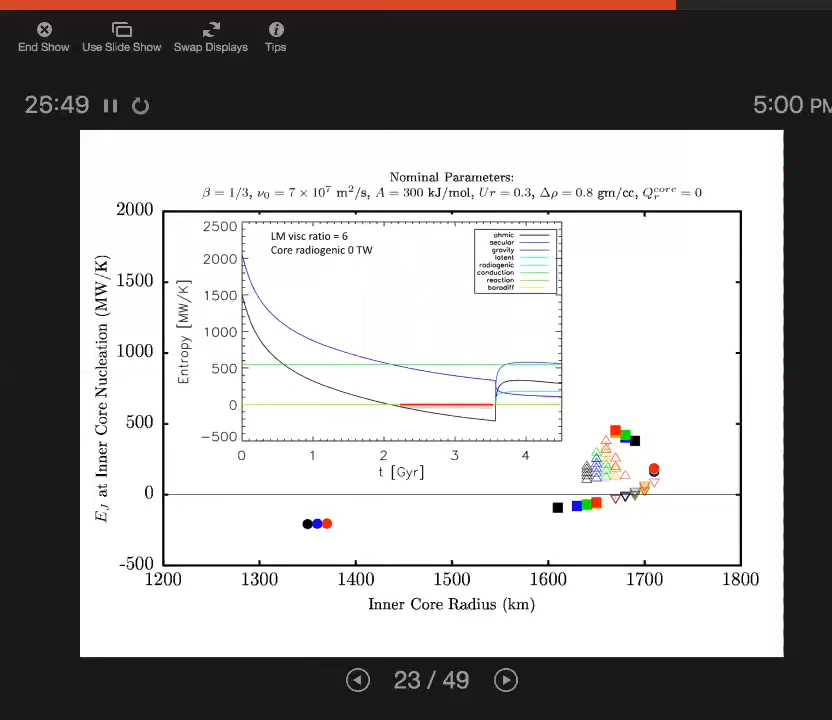 End Show Use Slide Show Swap Displays Tips
26:49 5:00 PM
Nominal Parameters:
β = 1/3, ν₀ = 7 × 10⁷ m²/s, A = 300 kJ/mol, Ur = 0.3, Δρ = 0.8 gm/cc, Q_r^core = 0
E_J at Inner Core Nucleation (MW/K)
2000
1500
1000
500
0
-500
1200 1300 1400 1500 1600 1700 1800
Inner Core Radius (km)
Entropy [MW/K]
2500
2000
1500
1000
500
0
-500
LM visc ratio = 6
Core radiogenic 0 TW
ohmic
secular
gravity
latent
radiogenic
conduction
reaction
borodiff
0 1 2 3 4
t [Gyr]
23 / 49